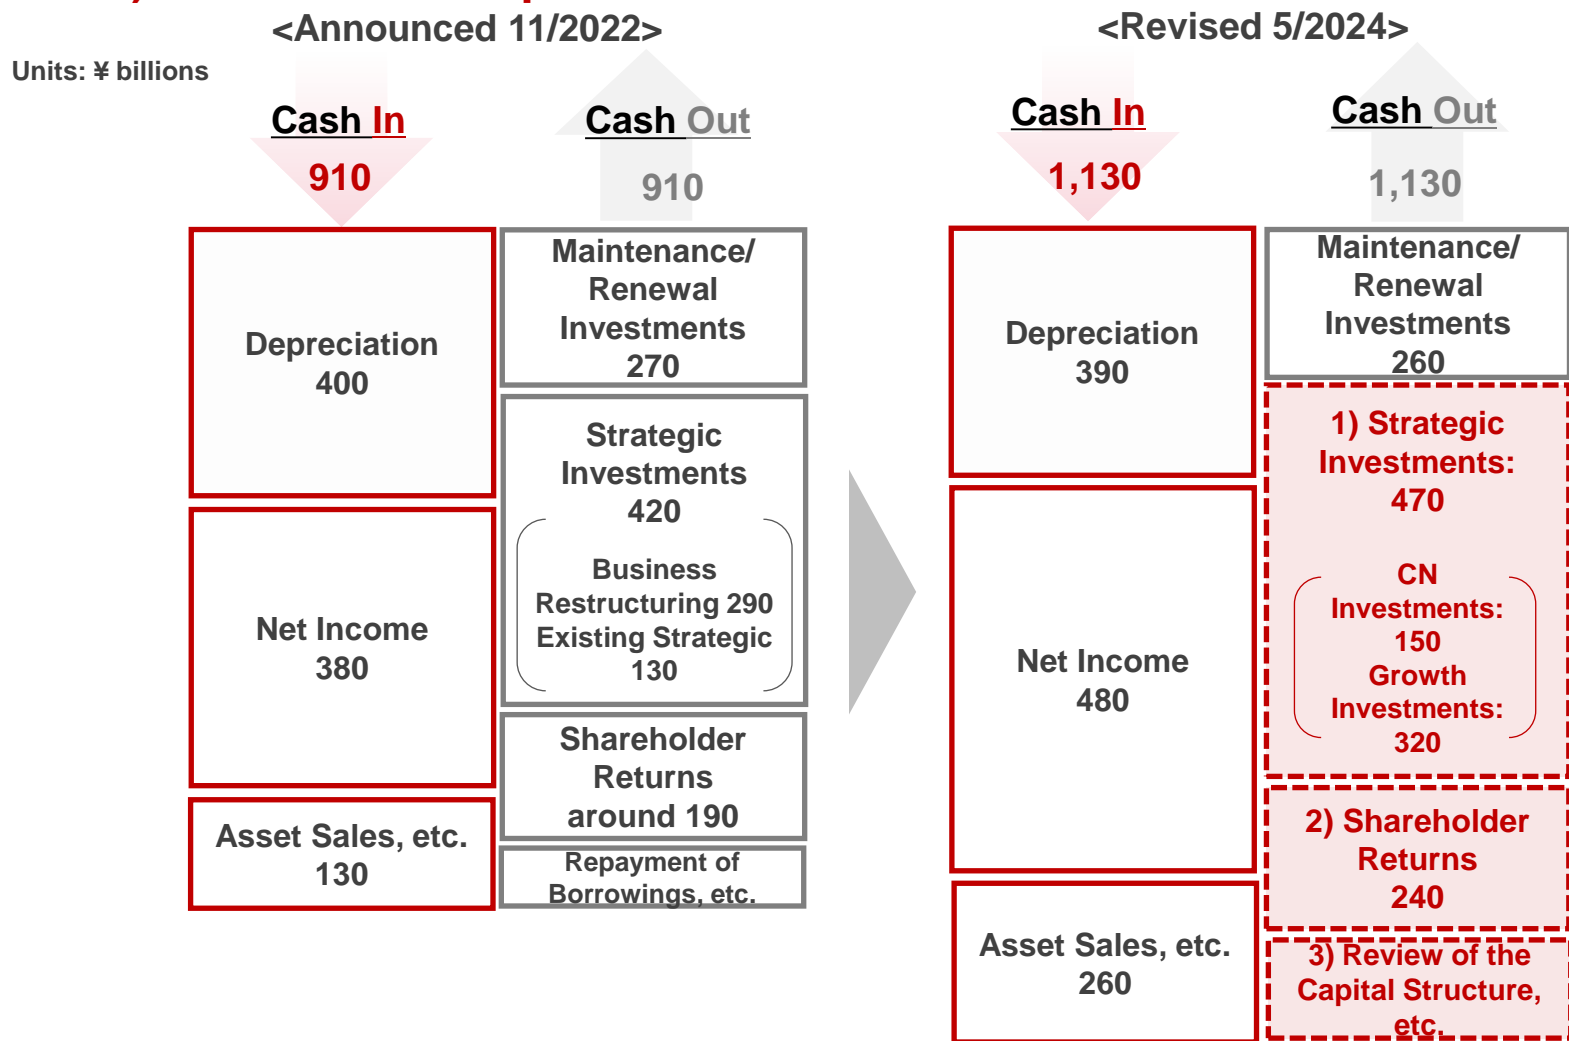 <Announced 11/2022>
Units: ¥ billions
Cash In
910
Cash Out
910
Depreciation
400
Net Income
380
Asset Sales, etc.
130
Maintenance/
Renewal
Investments
270
Strategic
Investments
420
Business
Restructuring 290
Existing Strategic
130
Shareholder
Returns
around 190
Repayment of
Borrowings, etc.
<Revised 5/2024>
Cash In
1,130
Cash Out
1,130
Depreciation
390
Net Income
480
Asset Sales, etc.
260
Maintenance/
Renewal
Investments
260
1) Strategic
Investments:
470
CN
Investments:
150
Growth
Investments:
320
2) Shareholder
Returns
240
3) Review of the
Capital Structure,
etc.